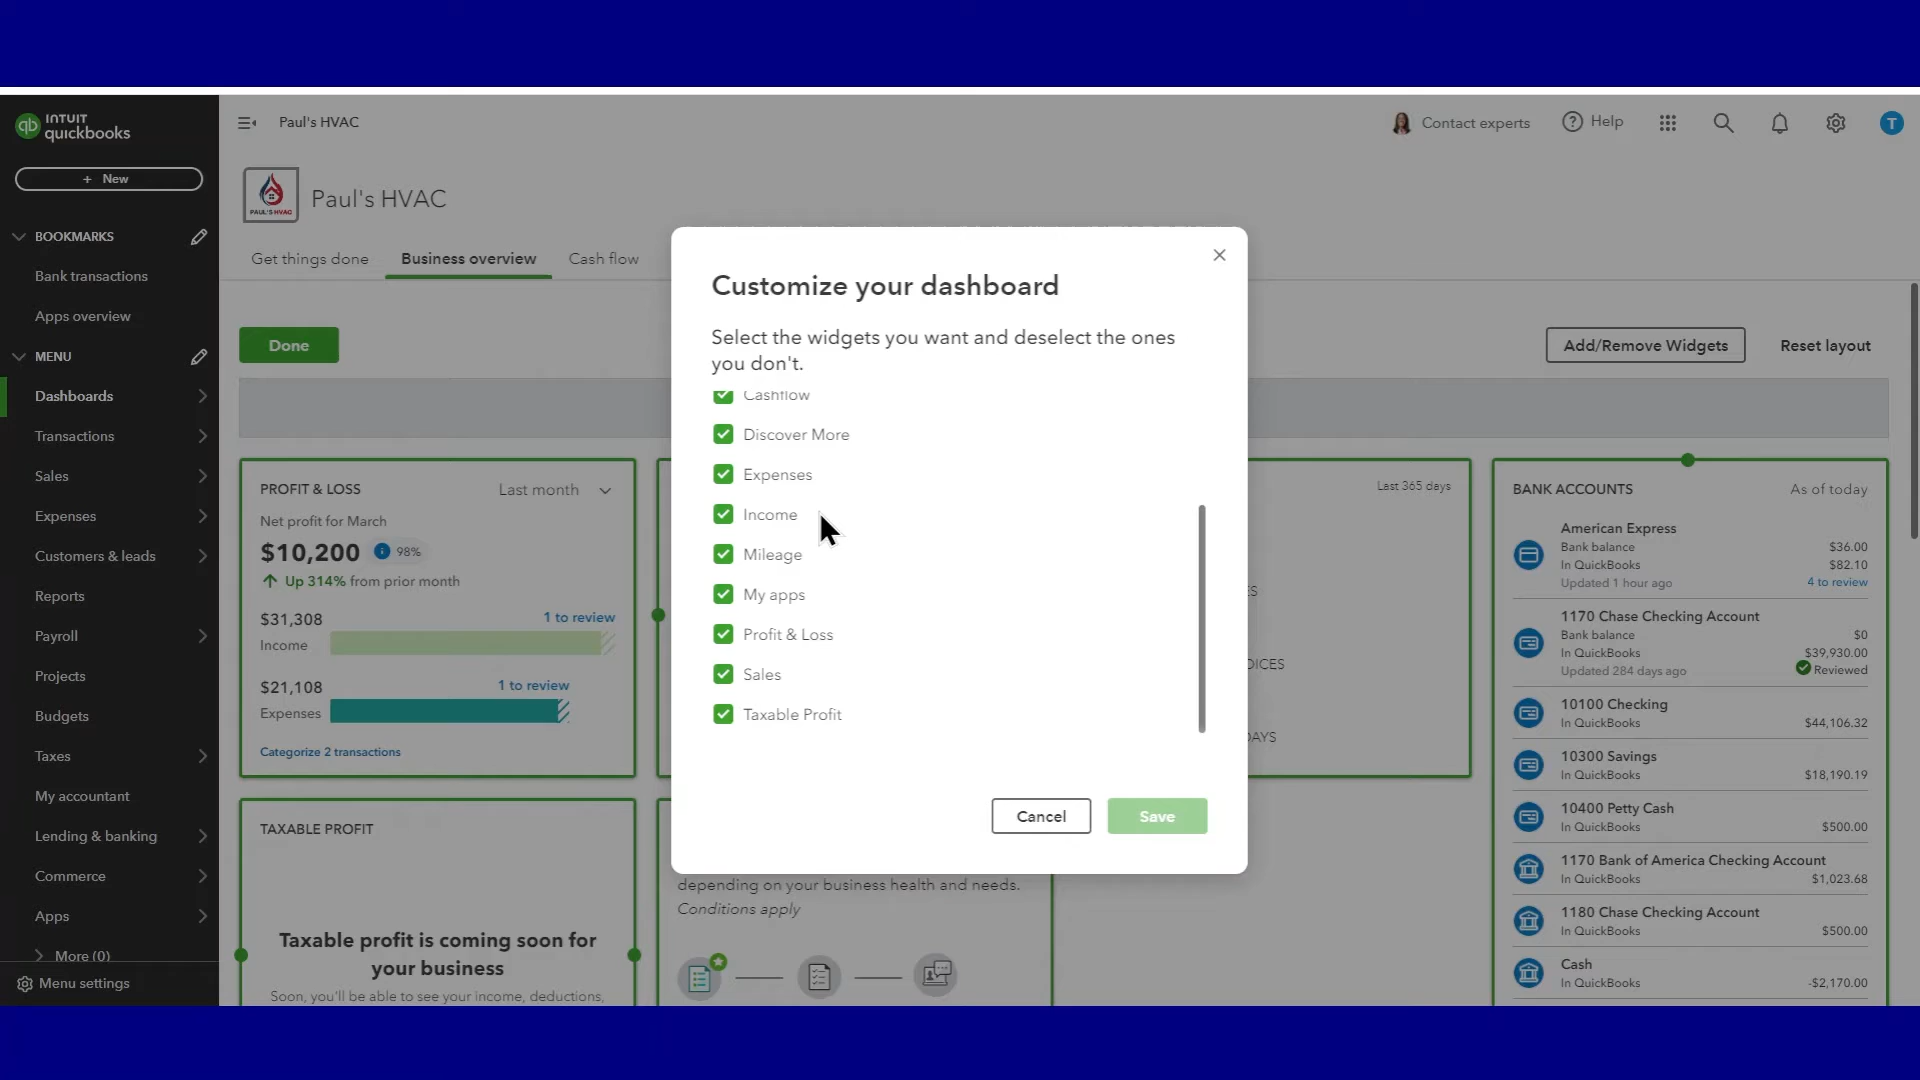 INTUIT
quickbooks
+ New
BOOKMARKS
Bank transactions
Apps overview
MENU
Dashboards
Transactions
Sales
Expenses
Customers & leads
Reports
Payroll
Projects
Budgets
Taxes
My accountant
Lending & banking
Commerce
Apps
More (0)
Menu settings
Paul's HVAC
Contact experts
Help
T
PAUL'S HVAC
Paul's HVAC
Get things done
Business overview
Cash flow
Done
Add/Remove Widgets
Reset layout
PROFIT & LOSS
Last month
Net profit for March
$10,200
98%
Up 314% from prior month
$31,308
1 to review
Income
$21,108
1 to review
Expenses
Categorize 2 transactions
TAXABLE PROFIT
Taxable profit is coming soon for
your business
Soon, you'll be able to see your income, deductions,
Customize your dashboard
Select the widgets you want and deselect the ones
you don't.
Cashflow
Discover More
Expenses
Income
Mileage
My apps
Profit & Loss
Sales
Taxable Profit
Cancel
Save
depending on your business health and needs.
Conditions apply
Last 365 days
ES
OICES
DAYS
BANK ACCOUNTS
As of today
American Express
Bank balance
$36.00
In QuickBooks
$82.10
Updated 1 hour ago
4 to review
1170 Chase Checking Account
Bank balance
$0
In QuickBooks
$39,930.00
Updated 284 days ago
Reviewed
10100 Checking
In QuickBooks
$44,106.32
10300 Savings
In QuickBooks
$18,190.19
10400 Petty Cash
In QuickBooks
$500.00
1170 Bank of America Checking Account
In QuickBooks
$1,023.68
1180 Chase Checking Account
In QuickBooks
$500.00
Cash
In QuickBooks
-$2,170.00